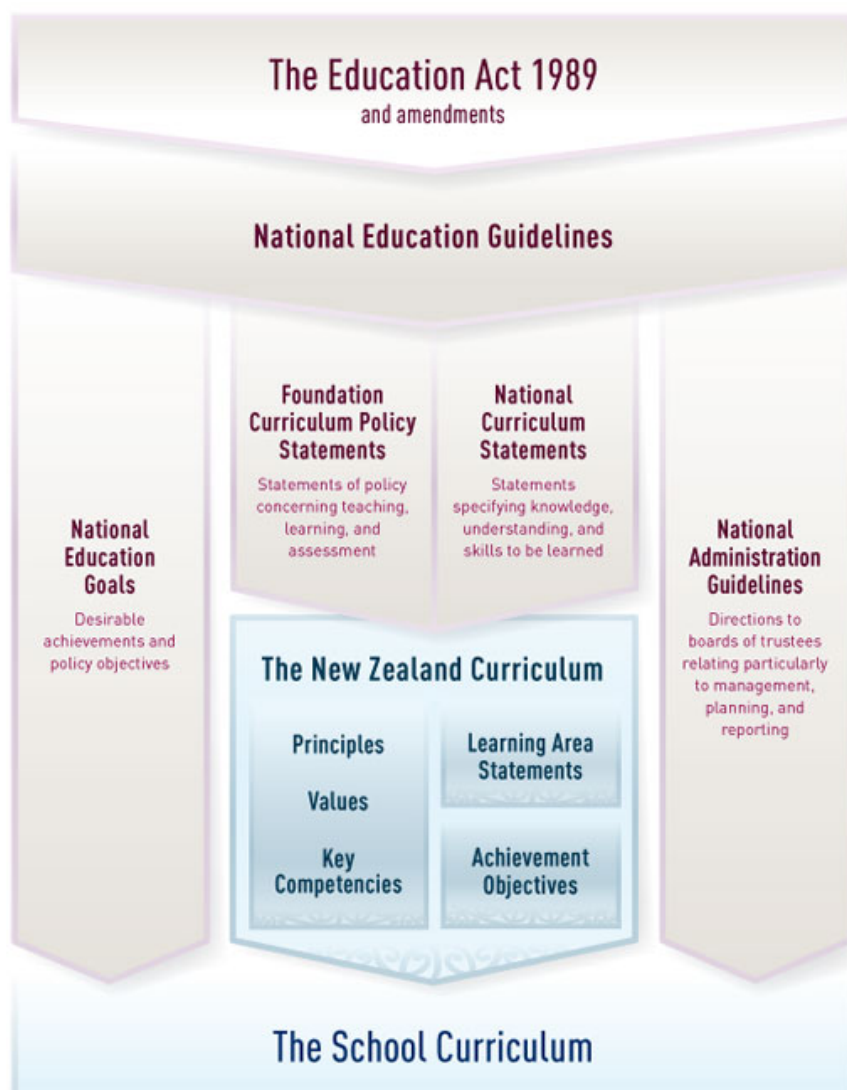 The Education Act 1989
and amendments
National Education Guidelines
National
Education
Goals
Desirable
achievements and
policy objectives
Foundation
Curriculum Policy
Statements
Statements of policy
concerning teaching,
learning, and
assessment
National
Curriculum
Statements
Statements
specifying knowledge,
understanding, and
skills to be learned
National
Administration
Guidelines
Directions to
boards of trustees
relating particularly
to management,
planning, and
reporting
The New Zealand Curriculum
Principles
Values
Key
Competencies
Learning Area
Statements
Achievement
Objectives
The School Curriculum